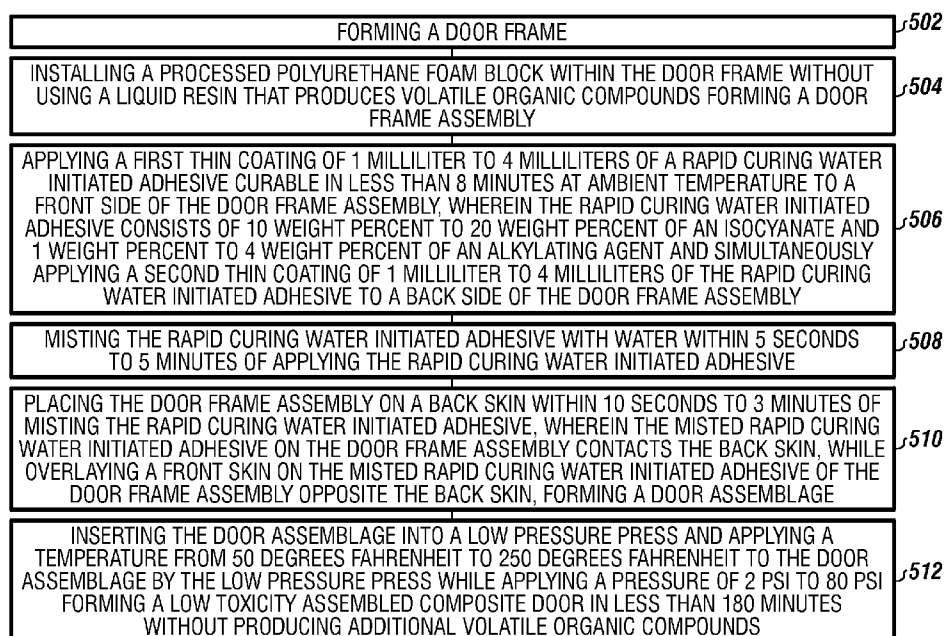 FORMING A DOOR FRAME
502
INSTALLING A PROCESSED POLYURETHANE FOAM BLOCK WITHIN THE DOOR FRAME WITHOUT
USING A LIQUID RESIN THAT PRODUCES VOLATILE ORGANIC COMPOUNDS FORMING A DOOR
FRAME ASSEMBLY
504
APPLYING A FIRST THIN COATING OF 1 MILLILITER TO 4 MILLILITERS OF A RAPID CURING WATER
INITIATED ADHESIVE CURABLE IN LESS THAN 8 MINUTES AT AMBIENT TEMPERATURE TO A
FRONT SIDE OF THE DOOR FRAME ASSEMBLY, WHEREIN THE RAPID CURING WATER INITIATED
ADHESIVE CONSISTS OF 10 WEIGHT PERCENT TO 20 WEIGHT PERCENT OF AN ISOCYANATE AND
1 WEIGHT PERCENT TO 4 WEIGHT PERCENT OF AN ALKYLATING AGENT AND SIMULTANEOUSLY
APPLYING A SECOND THIN COATING OF 1 MILLILITER TO 4 MILLILITERS OF THE RAPID CURING
WATER INITIATED ADHESIVE TO A BACK SIDE OF THE DOOR FRAME ASSEMBLY
506
MISTING THE RAPID CURING WATER INITIATED ADHESIVE WITH WATER WITHIN 5 SECONDS
TO 5 MINUTES OF APPLYING THE RAPID CURING WATER INITIATED ADHESIVE
508
PLACING THE DOOR FRAME ASSEMBLY ON A BACK SKIN WITHIN 10 SECONDS TO 3 MINUTES OF
MISTING THE RAPID CURING WATER INITIATED ADHESIVE, WHEREIN THE MISTED RAPID CURING
WATER INITIATED ADHESIVE ON THE DOOR FRAME ASSEMBLY CONTACTS THE BACK SKIN, WHILE
OVERLAYING A FRONT SKIN ON THE MISTED RAPID CURING WATER INITIATED ADHESIVE OF THE
DOOR FRAME ASSEMBLY OPPOSITE THE BACK SKIN, FORMING A DOOR ASSEMBLAGE
510
INSERTING THE DOOR ASSEMBLAGE INTO A LOW PRESSURE PRESS AND APPLYING A
TEMPERATURE FROM 50 DEGREES FAHRENHEIT TO 250 DEGREES FAHRENHEIT TO THE DOOR
ASSEMBLAGE BY THE LOW PRESSURE PRESS WHILE APPLYING A PRESSURE OF 2 PSI TO 80 PSI
FORMING A LOW TOXICITY ASSEMBLED COMPOSITE DOOR IN LESS THAN 180 MINUTES
WITHOUT PRODUCING ADDITIONAL VOLATILE ORGANIC COMPOUNDS
512